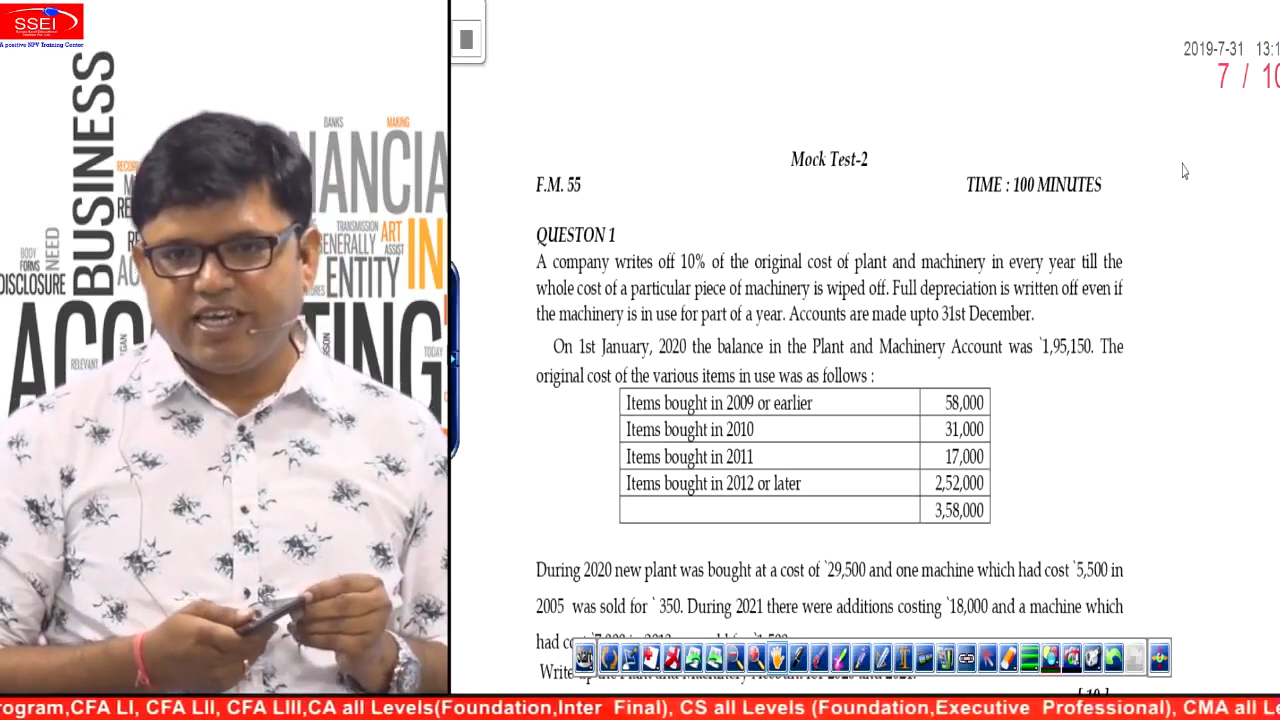 SSEI
A positive NPV Training Center
BUSINESS
BANKS
MAKING
NANCIA
TRANSMISSION
ART
GENERALLY
ASSIST
IN
ENTITY
BODY
FORMS
NEED
DISCLOSURE
RELEVANT
TODAY
2019-7-31 13:1
7 / 10
Mock Test-2
F.M. 55 TIME : 100 MINUTES
QUESTON 1
A company writes off 10% of the original cost of plant and machinery in every year till the
whole cost of a particular piece of machinery is wiped off. Full depreciation is written off even if
the machinery is in use for part of a year. Accounts are made upto 31st December.
On 1st January, 2020 the balance in the Plant and Machinery Account was `1,95,150. The
original cost of the various items in use was as follows :
Items bought in 2009 or earlier 58,000
Items bought in 2010 31,000
Items bought in 2011 17,000
Items bought in 2012 or later 2,52,000
3,58,000
During 2020 new plant was bought at a cost of `29,500 and one machine which had cost `5,500 in
2005 was sold for ` 350. During 2021 there were additions costing `18,000 and a machine which
had
Write
[ 10 ]
rogram,CFA LI, CFA LII, CFA LIII,CA all Levels(Foundation,Inter Final), CS all Levels (Foundation,Executive Professional), CMA all Le